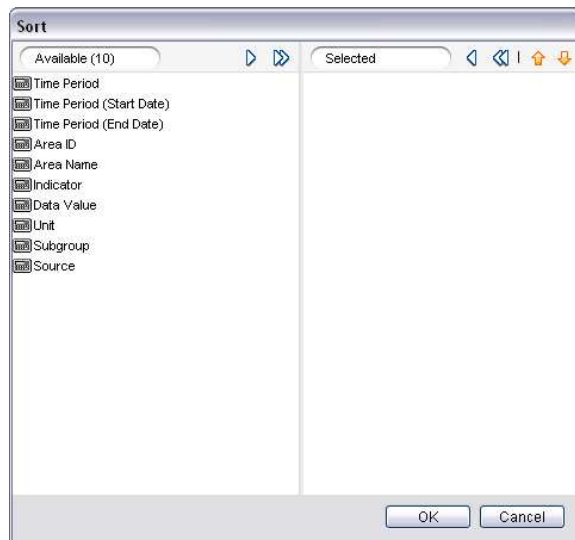 Sort
Available (10)
Selected
Time Period
Time Period (Start Date)
Time Period (End Date)
Area ID
Area Name
Indicator
Data Value
Unit
Subgroup
Source
OK
Cancel